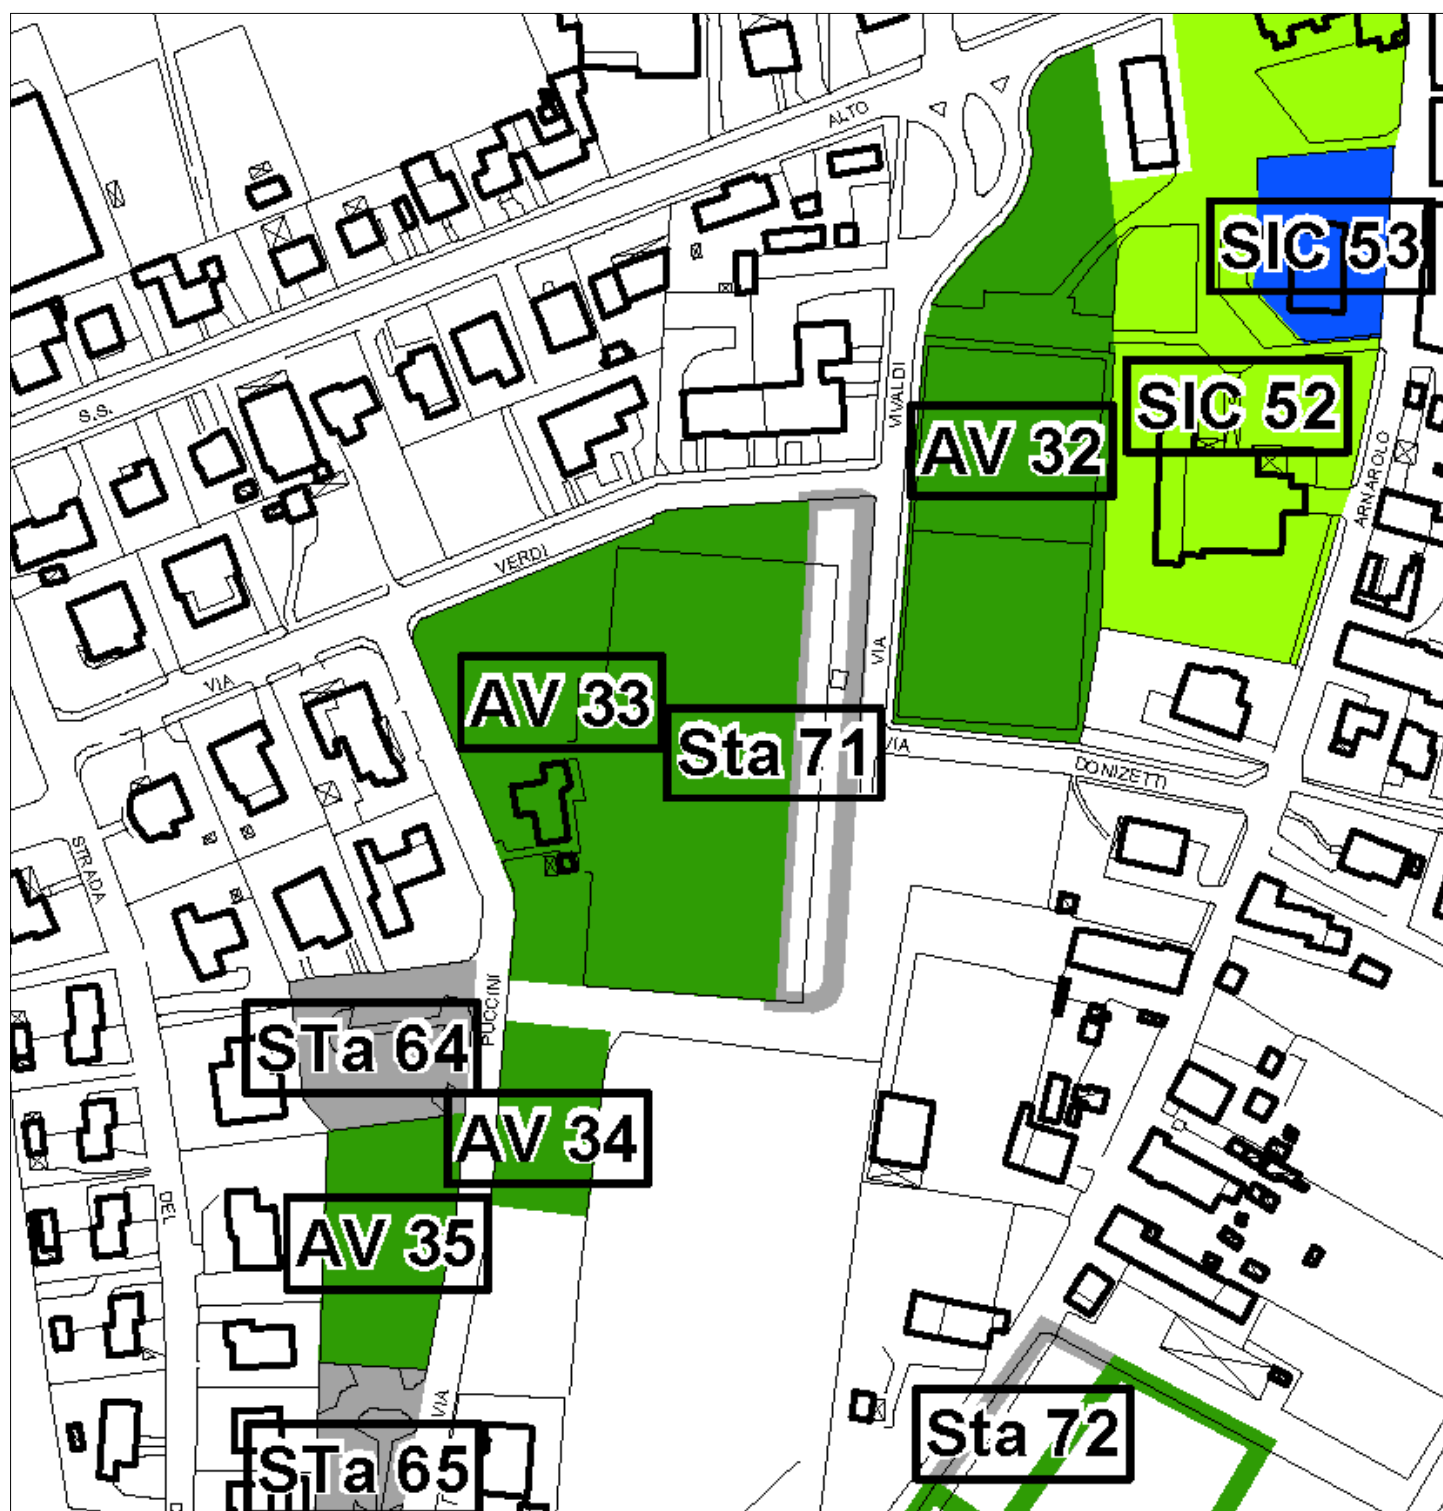 ALTO
SIC 53
S.S.
VIVALDI
SIC 52
AV 32
ARNAROLO
VERDI
VIA
VIA
AV 33
Sta 71
VIA
DONIZETTI
STRADA
PUCCINI
STa 64
AV 34
DEL
AV 35
VIA
Sta 72
STa 65